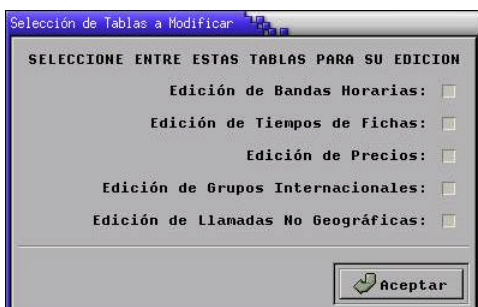 Selección de Tablas a Modificar
SELECCIONE ENTRE ESTAS TABLAS PARA SU EDICION
Edición de Bandas Horarias:
Edición de Tiempos de Fichas:
Edición de Precios:
Edición de Grupos Internacionales:
Edición de Llamadas No Geográficas:
Aceptar